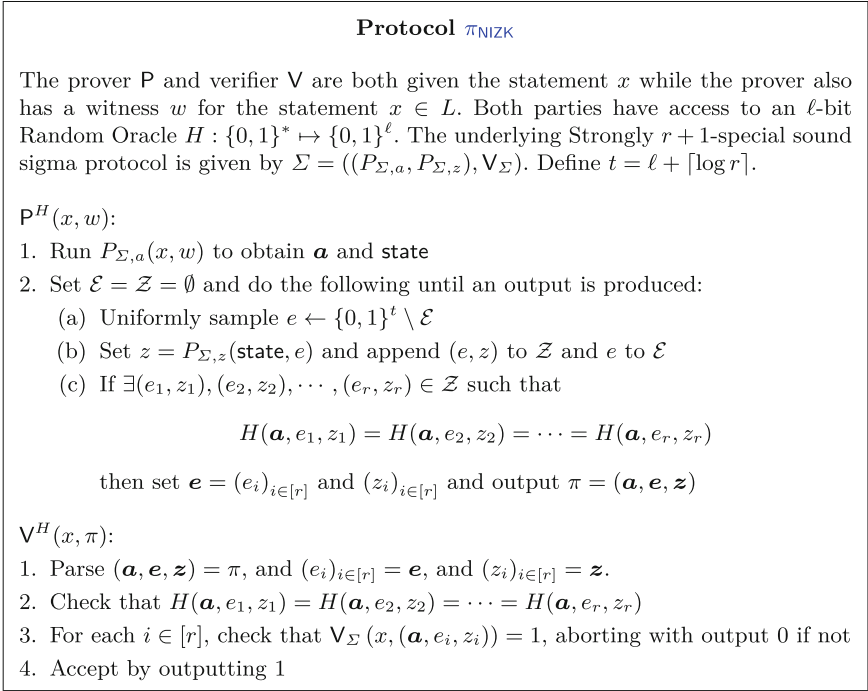 Protocol π_NIZK
The prover P and verifier V are both given the statement x while the prover also
has a witness w for the statement x ∈ L. Both parties have access to an ℓ-bit
Random Oracle H : {0, 1}* ↦ {0, 1}^ℓ. The underlying Strongly r + 1-special sound
sigma protocol is given by Σ = ((P_{Σ,a}, P_{Σ,z}), V_Σ). Define t = ℓ + ⌈log r⌉.
P^H(x, w):
1. Run P_{Σ,a}(x, w) to obtain a and state
2. Set ℰ = 𝒵 = ∅ and do the following until an output is produced:
(a) Uniformly sample e ← {0, 1}^t \ ℰ
(b) Set z = P_{Σ,z}(state, e) and append (e, z) to 𝒵 and e to ℰ
(c) If ∃(e_1, z_1), (e_2, z_2), ··· , (e_r, z_r) ∈ 𝒵 such that
H(a, e_1, z_1) = H(a, e_2, z_2) = ··· = H(a, e_r, z_r)
then set e = (e_i)_{i∈[r]} and (z_i)_{i∈[r]} and output π = (a, e, z)
V^H(x, π):
1. Parse (a, e, z) = π, and (e_i)_{i∈[r]} = e, and (z_i)_{i∈[r]} = z.
2. Check that H(a, e_1, z_1) = H(a, e_2, z_2) = ··· = H(a, e_r, z_r)
3. For each i ∈ [r], check that V_Σ (x, (a, e_i, z_i)) = 1, aborting with output 0 if not
4. Accept by outputting 1